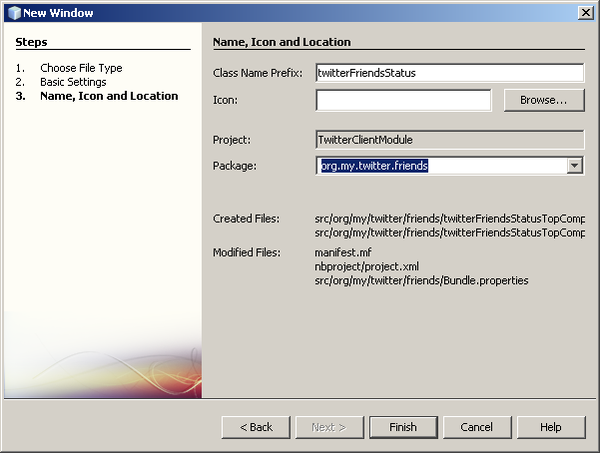 New Window
Steps
1. Choose File Type
2. Basic Settings
3. Name, Icon and Location
Name, Icon and Location
Class Name Prefix: twitterFriendsStatus
Icon: Browse...
Project: TwitterClientModule
Package: org.my.twitter.friends
Created Files: src/org/my/twitter/friends/twitterFriendsStatusTopComp
src/org/my/twitter/friends/twitterFriendsStatusTopComp
Modified Files: manifest.mf
nbproject/project.xml
src/org/my/twitter/friends/Bundle.properties
< Back Next > Finish Cancel Help